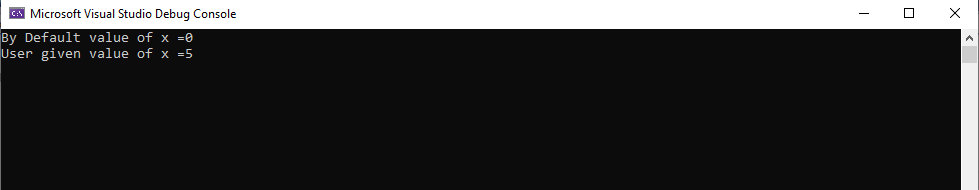 Microsoft Visual Studio Debug Console
By Default value of x =0
User given value of x =5